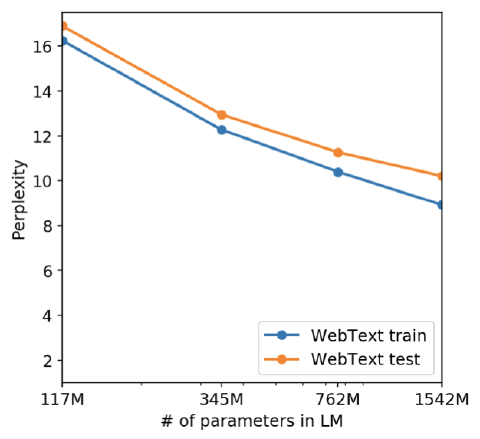 16
14
12
10
8
6
4
2
Perplexity
WebText train
WebText test
117M 345M 762M 1542M
# of parameters in LM